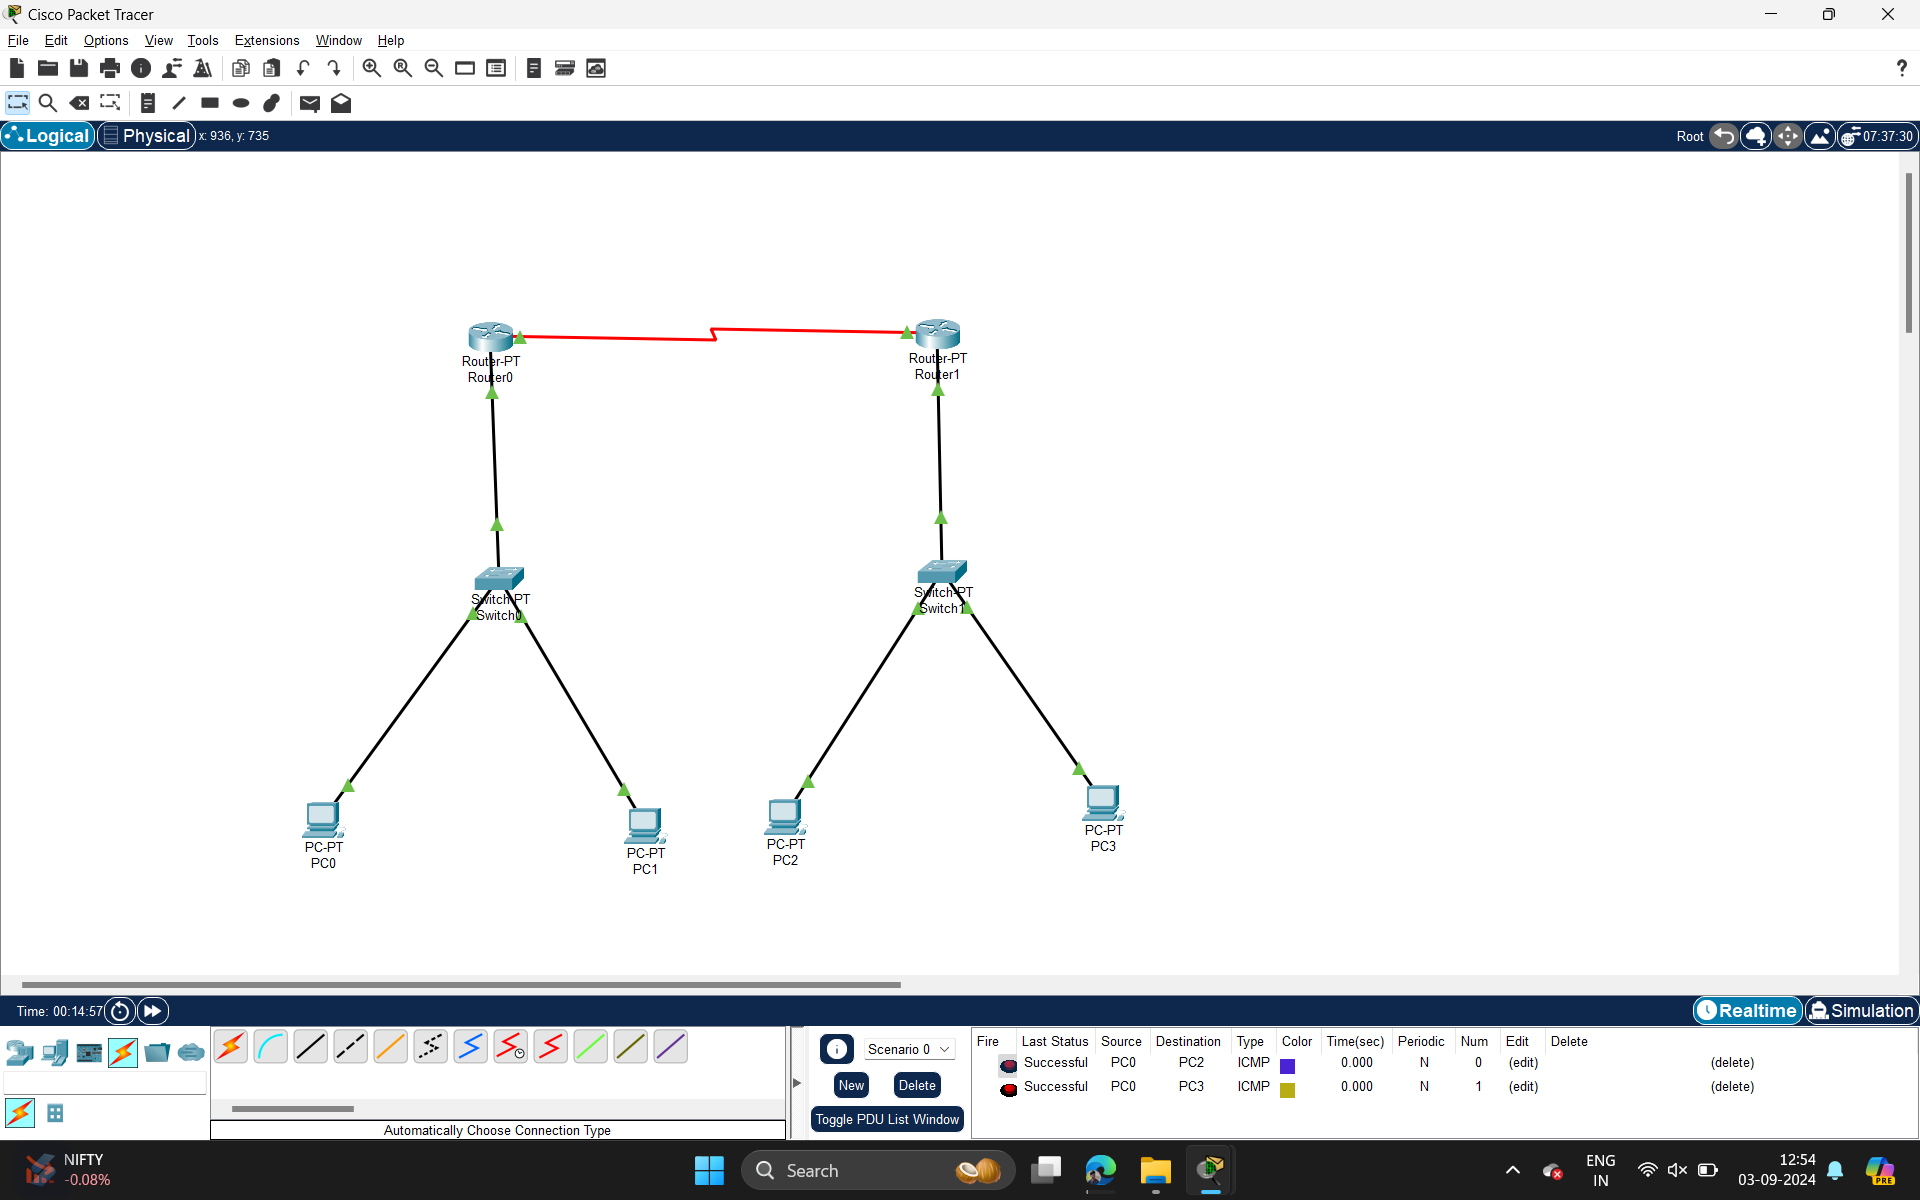 Cisco Packet Tracer
File Edit Options View Tools Extensions Window Help
Logical Physical x: 936, y: 735 Root 07:37:30
Router-PT
Router0
Router-PT
Router1
Switch-PT
Switch0
Switch-PT
Switch1
PC-PT
PC0
PC-PT
PC1
PC-PT
PC2
PC-PT
PC3
Time: 00:14:57 Realtime Simulation
Scenario 0
New Delete
Toggle PDU List Window
Automatically Choose Connection Type
Fire Last Status Source Destination Type Color Time(sec) Periodic Num Edit Delete
Successful PC0 PC2 ICMP 0.000 N 0 (edit) (delete)
Successful PC0 PC3 ICMP 0.000 N 1 (edit) (delete)
NIFTY
-0.08%
Search
ENG
IN
12:54
03-09-2024
PRE